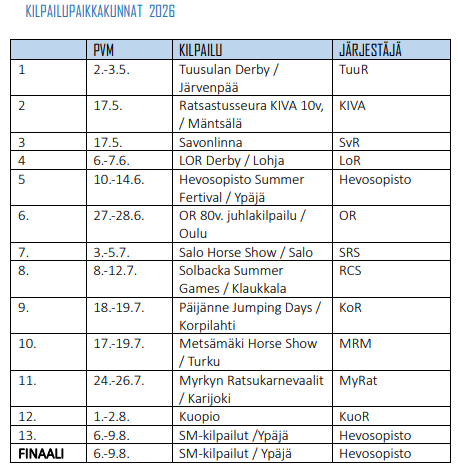 KILPAILUPAIKKAKUNNAT 2026
PVM KILPAILU JÄRJESTÄJÄ
1 2.-3.5. Tuusulan Derby / TuuR
Järvenpää
2 17.5. Ratsastusseura KIVA 10v, KIVA
/ Mäntsälä
3 17.5. Savonlinna SvR
4 6.-7.6. LOR Derby / Lohja LoR
5 10.-14.6. Hevosopisto Summer Hevosopisto
Fertival / Ypäjä
6. 27.-28.6. OR 80v. juhlakilpailu / OR
Oulu
7. 3.-5.7. Salo Horse Show / Salo SRS
8. 8.-12.7. Solbacka Summer RCS
Games / Klaukkala
9. 18.-19.7. Päijänne Jumping Days / KoR
Korpilahti
10. 17.-19.7. Metsämäki Horse Show MRM
/ Turku
11. 24.-26.7. Myrkyn Ratsukarnevaalit MyRat
/ Karijoki
12. 1.-2.8. Kuopio KuoR
13. 6.-9.8. SM-kilpailut /Ypäjä Hevosopisto
FINAALI 6.-9.8. SM-kilpailut / Ypäjä Hevosopisto